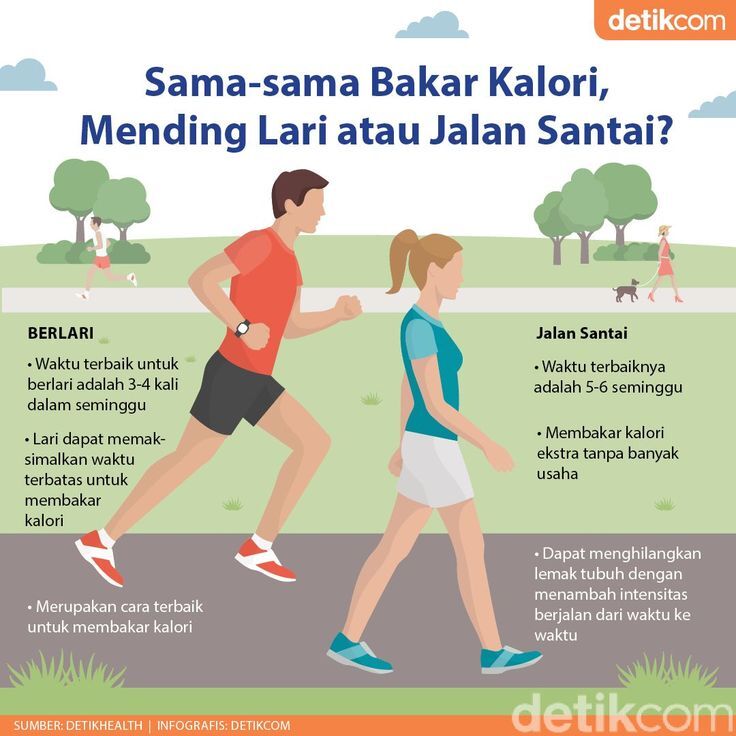 detikcom
Sama-sama Bakar Kalori,
Mending Lari atau Jalan Santai?
BERLARI
• Waktu terbaik untuk
berlari adalah 3-4 kali
dalam seminggu
• Lari dapat memak-
simalkan waktu
terbatas untuk
membakar
kalori
• Merupakan cara terbaik
untuk membakar kalori
Jalan Santai
• Waktu terbaiknya
adalah 5-6 seminggu
• Membakar kalori
ekstra tanpa banyak
usaha
• Dapat menghilangkan
lemak tubuh dengan
menambah intensitas
berjalan dari waktu ke
waktu
detikcom
SUMBER: DETIKHEALTH | INFOGRAFIS: DETIKCOM